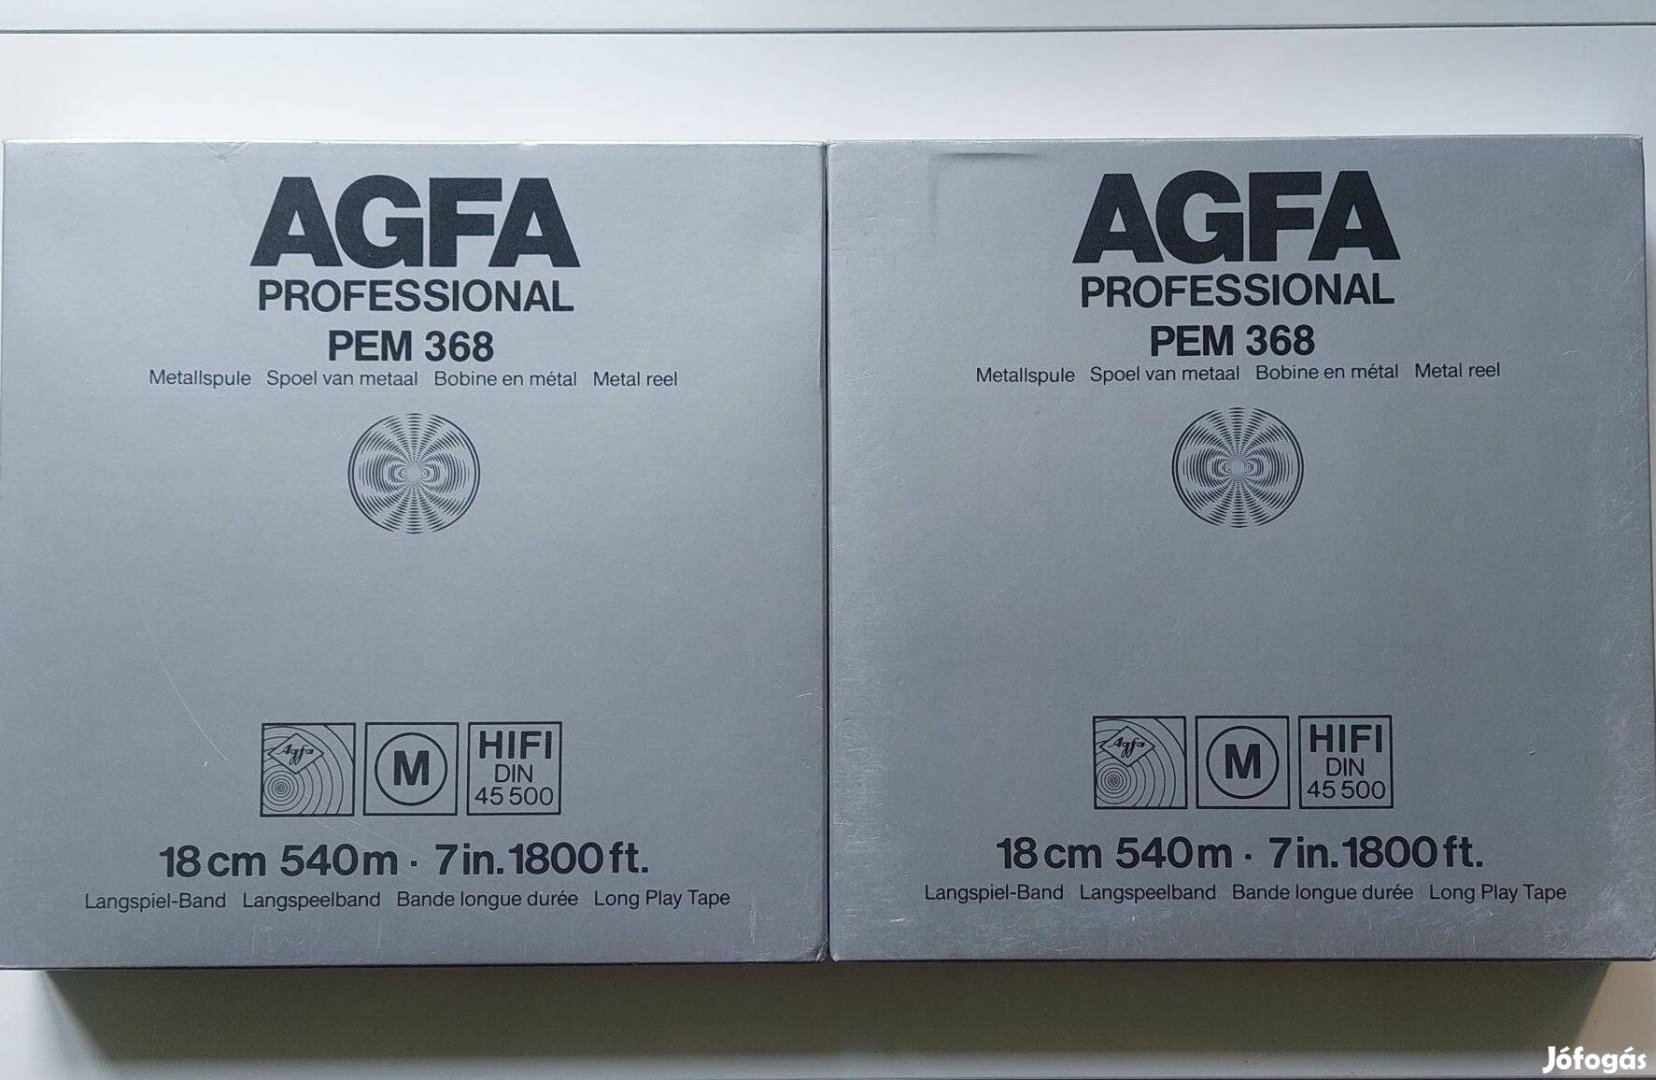 AGFA
PROFESSIONAL
PEM 368
Metallspule Spoel van metaal Bobine en métal Metal reel
Agfa
M
HIFI
DIN
45 500
18 cm 540 m · 7 in. 1800 ft.
Langspiel-Band Langspeelband Bande longue durée Long Play Tape
AGFA
PROFESSIONAL
PEM 368
Metallspule Spoel van metaal Bobine en métal Metal reel
Agfa
M
HIFI
DIN
45 500
18 cm 540 m · 7 in. 1800 ft.
Langspiel-Band Langspeelband Bande longue durée Long Play Tape
Jófogás